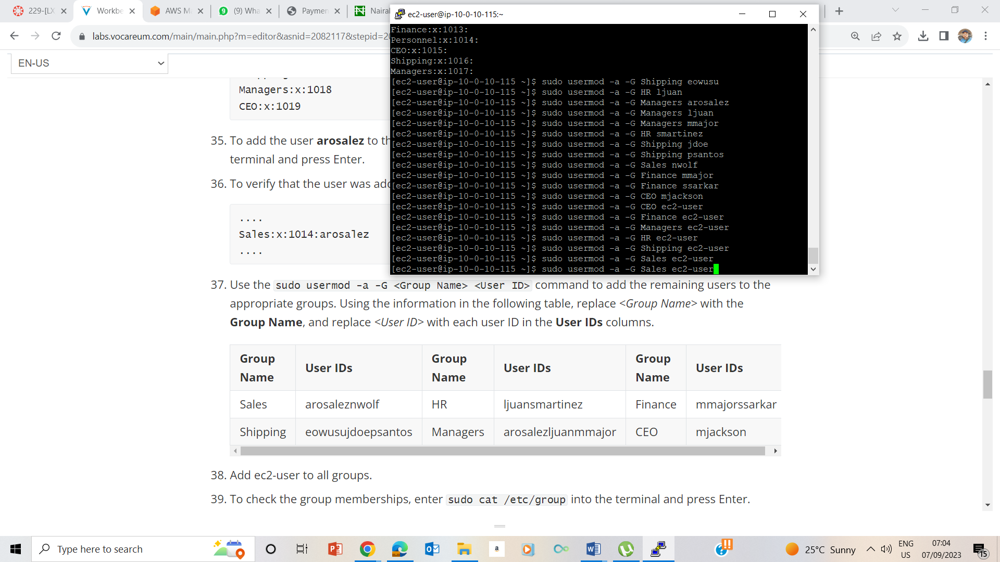 229-[LX
Workbe
AWS M
(9) Wha
Paymen
Nairal
ec2-user@ip-10-0-10-115:~
labs.vocareum.com/main/main.php?m=editor&asnid=2082117&stepid=20
EN-US
Managers:x:1018
CEO:x:1019
35. To add the user arosalez to th
terminal and press Enter.
36. To verify that the user was add
....
Sales:x:1014:arosalez
....
Finance:x:1013:
Personnel:x:1014:
CEO:x:1015:
Shipping:x:1016:
Managers:x:1017:
[ec2-user@ip-10-0-10-115 ~]$ sudo usermod -a -G Shipping eowusu
[ec2-user@ip-10-0-10-115 ~]$ sudo usermod -a -G HR ljuan
[ec2-user@ip-10-0-10-115 ~]$ sudo usermod -a -G Managers arosalez
[ec2-user@ip-10-0-10-115 ~]$ sudo usermod -a -G Managers ljuan
[ec2-user@ip-10-0-10-115 ~]$ sudo usermod -a -G Managers mmajor
[ec2-user@ip-10-0-10-115 ~]$ sudo usermod -a -G HR smartinez
[ec2-user@ip-10-0-10-115 ~]$ sudo usermod -a -G Shipping jdoe
[ec2-user@ip-10-0-10-115 ~]$ sudo usermod -a -G Shipping psantos
[ec2-user@ip-10-0-10-115 ~]$ sudo usermod -a -G Sales nwolf
[ec2-user@ip-10-0-10-115 ~]$ sudo usermod -a -G Finance mmajor
[ec2-user@ip-10-0-10-115 ~]$ sudo usermod -a -G Finance ssarkar
[ec2-user@ip-10-0-10-115 ~]$ sudo usermod -a -G CEO mjackson
[ec2-user@ip-10-0-10-115 ~]$ sudo usermod -a -G CEO ec2-user
[ec2-user@ip-10-0-10-115 ~]$ sudo usermod -a -G Finance ec2-user
[ec2-user@ip-10-0-10-115 ~]$ sudo usermod -a -G Managers ec2-user
[ec2-user@ip-10-0-10-115 ~]$ sudo usermod -a -G HR ec2-user
[ec2-user@ip-10-0-10-115 ~]$ sudo usermod -a -G Shipping ec2-user
[ec2-user@ip-10-0-10-115 ~]$ sudo usermod -a -G Sales ec2-user
[ec2-user@ip-10-0-10-115 ~]$ sudo usermod -a -G Sales ec2-user
37. Use the sudo usermod -a -G <Group Name> <User ID> command to add the remaining users to the
appropriate groups. Using the information in the following table, replace <Group Name> with the
Group Name, and replace <User ID> with each user ID in the User IDs columns.
Group Name User IDs Group Name User IDs Group Name User IDs
Sales arosaleznwolf HR ljuansmartinez Finance mmajorssarkar
Shipping eowusujdoepsantos Managers arosalezljuanmmajor CEO mjackson
38. Add ec2-user to all groups.
39. To check the group memberships, enter sudo cat /etc/group into the terminal and press Enter.
Type here to search
a
25°C Sunny
ENG
US
07:04
07/09/2023
15